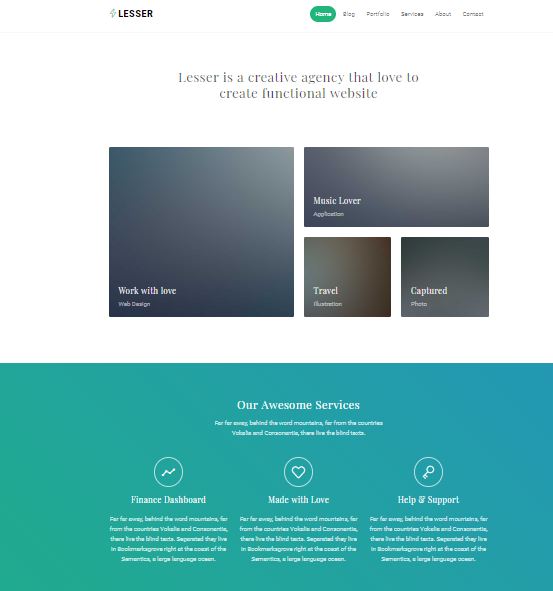 LESSER
Home Blog Portfolio Services About Contact
Lesser is a creative agency that love to
create functional website
Work with love
Web Design
Music Lover
Application
Travel
Illustration
Captured
Photo
Our Awesome Services
Far far away, behind the word mountains, far from the countries
Vokalia and Consonantia, there live the blind texts.
Finance Dashboard
Far far away, behind the word mountains, far
from the countries Vokalia and Consonantia,
there live the blind texts. Separated they live
in Bookmarksgrove right at the coast of the
Semantics, a large language ocean.
Made with Love
Far far away, behind the word mountains, far
from the countries Vokalia and Consonantia,
there live the blind texts. Separated they live
in Bookmarksgrove right at the coast of the
Semantics, a large language ocean.
Help & Support
Far far away, behind the word mountains, far
from the countries Vokalia and Consonantia,
there live the blind texts. Separated they live
in Bookmarksgrove right at the coast of the
Semantics, a large language ocean.